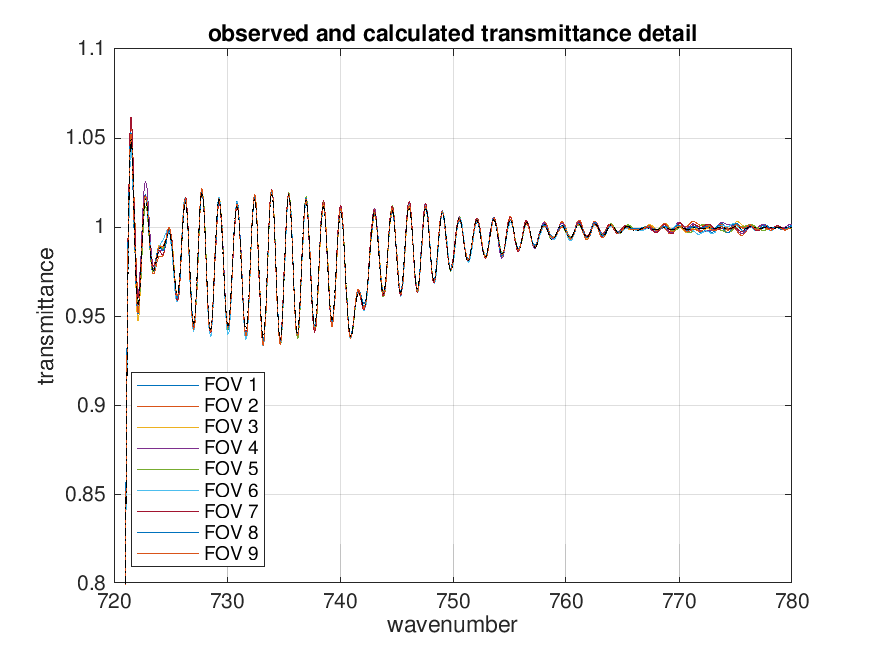 observed and calculated transmittance detail
1.1
1.05
1
0.95
0.9
0.85
0.8
transmittance
FOV 1
FOV 2
FOV 3
FOV 4
FOV 5
FOV 6
FOV 7
FOV 8
FOV 9
720 730 740 750 760 770 780
wavenumber